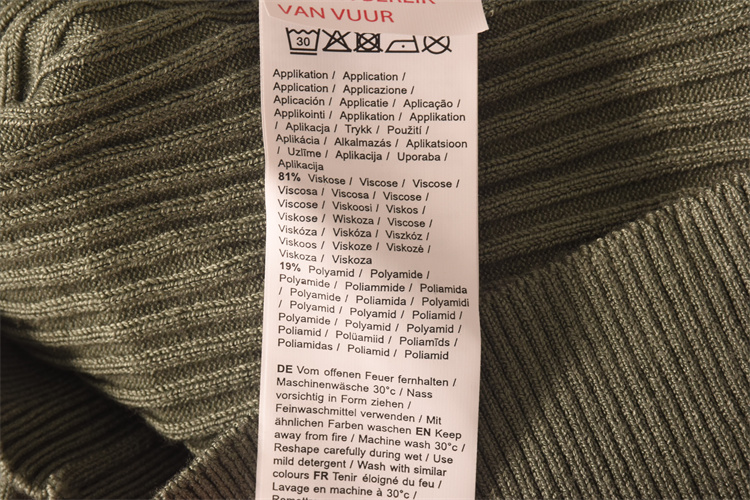 VAN VUUR
30
Applikation / Application /
Application / Applicazione /
Aplicación / Applicatie / Aplicação /
Applikointi / Applikation / Applikation
/ Aplikacja / Trykk / Použití /
Aplikácia / Alkalmazás / Aplikatsioon
/ Uzlīme / Aplikacija / Uporaba /
Aplikacija
81% Viskose / Viscose / Viscose /
Viscosa / Viscosa / Viscose /
Viscose / Viskoosi / Viskos /
Viskose / Wiskoza / Viscose /
Viskóza / Viskóza / Viszkóz /
Viskoos / Viskoze / Viskozė /
Viskoza / Viskoza
19% Polyamid / Polyamide /
Polyamide / Poliammide / Poliamida
/ Polyamide / Poliamida / Polyamidi
/ Polyamid / Polyamid / Poliamid /
Polyamide / Polyamid / Polyamid /
Poliamid / Polüamiid / Poliamīds /
Poliamidas / Poliamid / Poliamid
DE Vom offenen Feuer fernhalten /
Maschinenwäsche 30°c / Nass
vorsichtig in Form ziehen /
Feinwaschmittel verwenden / Mit
ähnlichen Farben waschen EN Keep
away from fire / Machine wash 30°c /
Reshape carefully during wet / Use
mild detergent / Wash with similar
colours FR Tenir éloigné du feu /
Lavage en machine à 30°c /